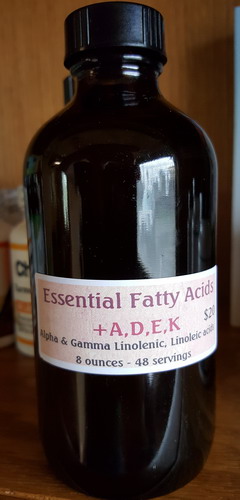 Essential Fatty Acids
$20
+A,D,E,K
Alpha & Gamma Linolenic, Linoleic acids
8 ounces - 48 servings